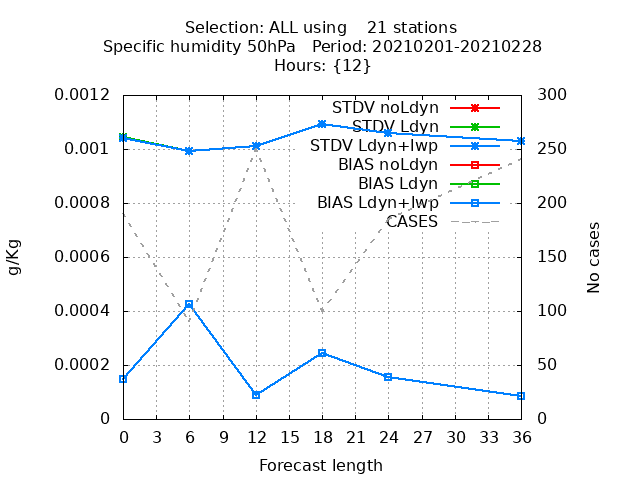 Selection: ALL using    21 stations
Specific humidity 50hPa   Period: 20210201-20210228
Hours: {12}
0.0012
0.001
0.0008
0.0006
0.0004
0.0002
0
g/Kg
STDV noLdyn
STDV Ldyn
STDV Ldyn+lwp
BIAS noLdyn
BIAS Ldyn
BIAS Ldyn+lwp
CASES
300
250
200
150
100
50
0
No cases
0 3 6 9 12 15 18 21 24 27 30 33 36
Forecast length